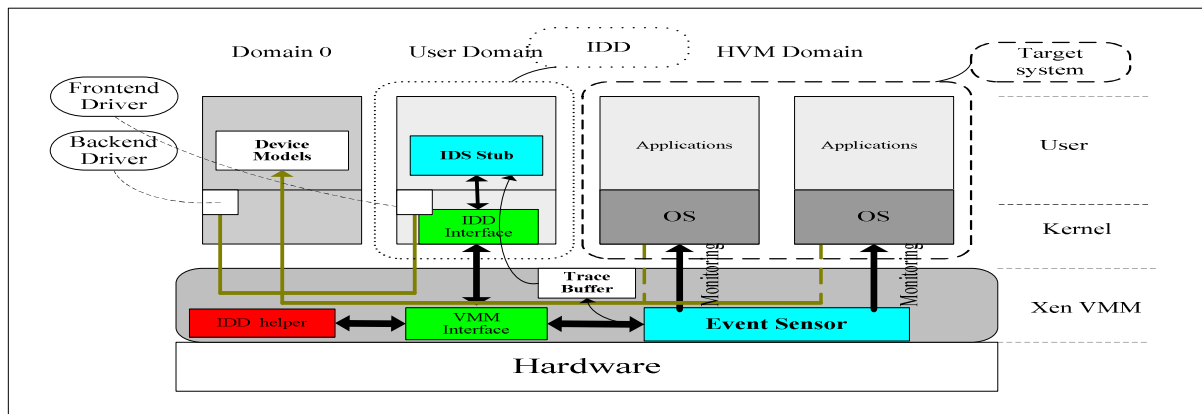 Domain 0
User Domain
IDD
HVM Domain
Target
system
Frontend
Driver
Backend
Driver
Device
Models
IDS Stub
Applications
Applications
User
IDD
Interface
OS
OS
Kernel
Monitoring
Monitoring
Trace
Buffer
IDD helper
VMM
Interface
Event Sensor
Xen VMM
Hardware